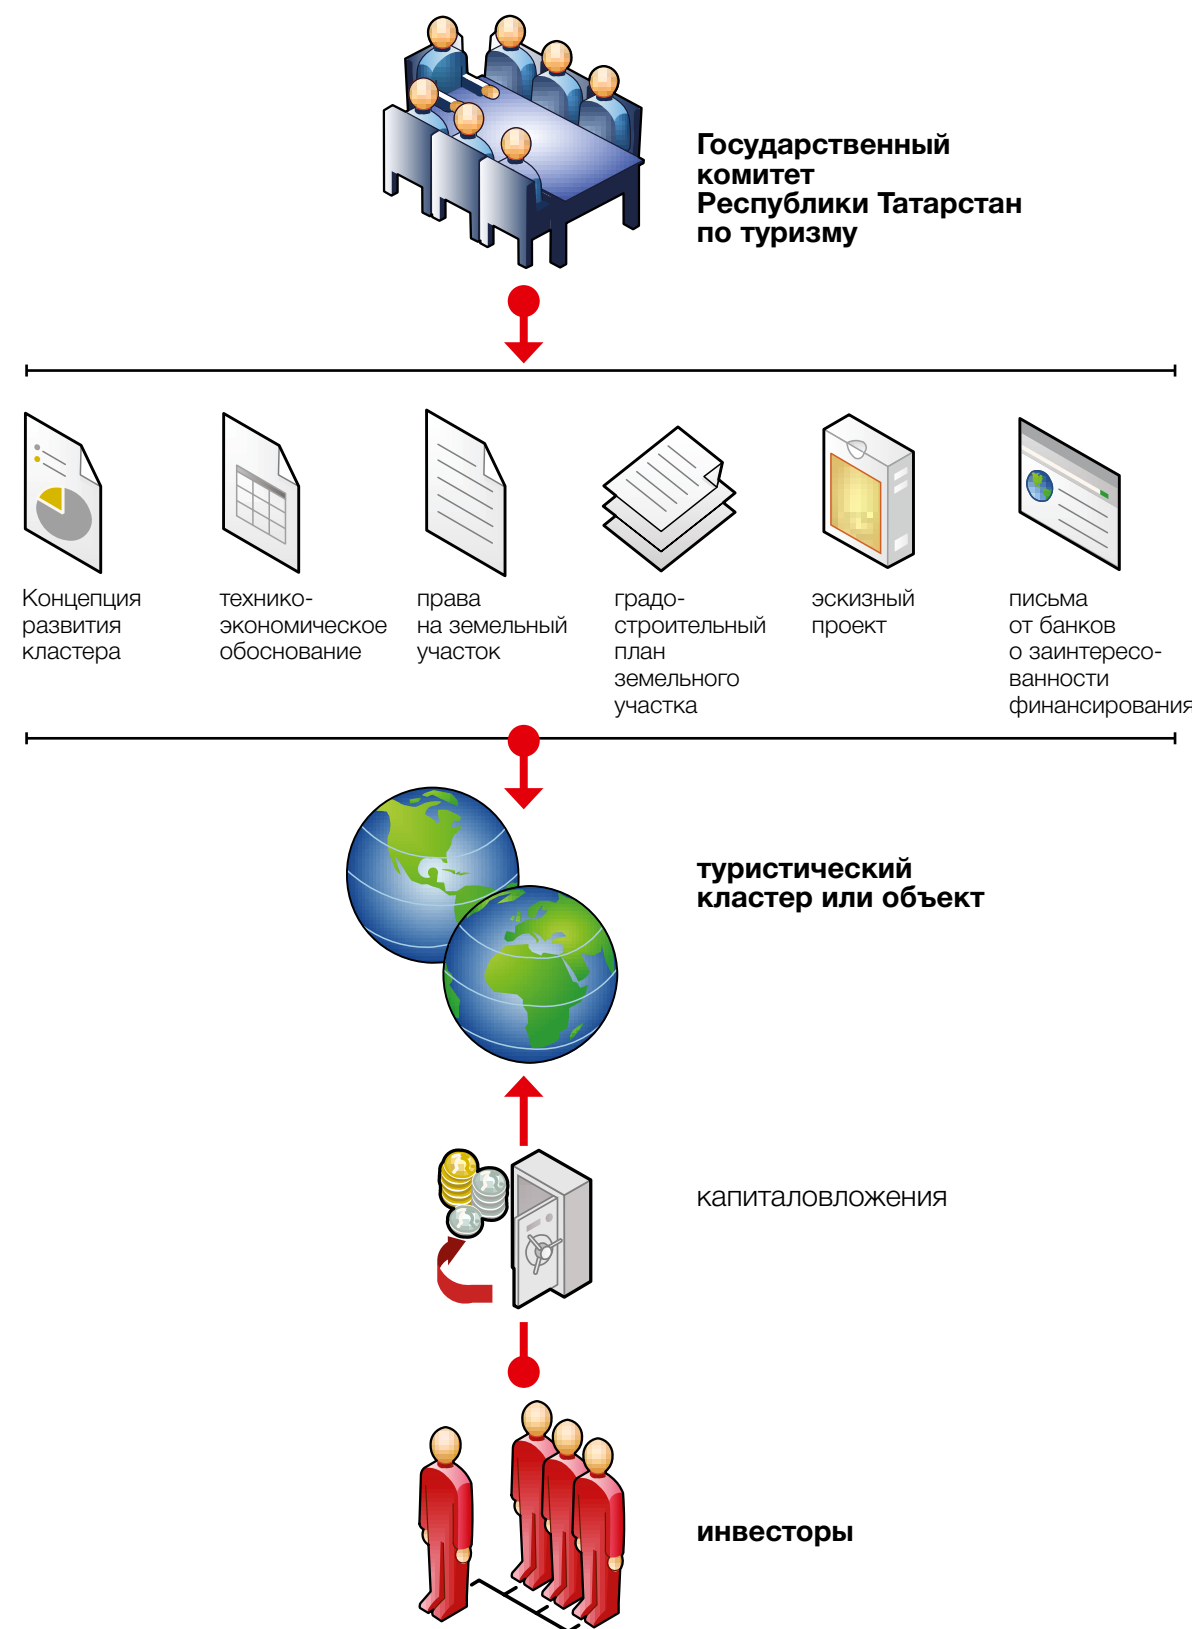 Государственный
комитет
Республики Татарстан
по туризму
Концепция
развития
кластера
технико-
экономическое
обоснование
права
на земельный
участок
градо-
строительный
план
земельного
участка
эскизный
проект
письма
от банков
о заинтересо-
ванности
финансирования
туристический
кластер или объект
капиталовложения
инвесторы